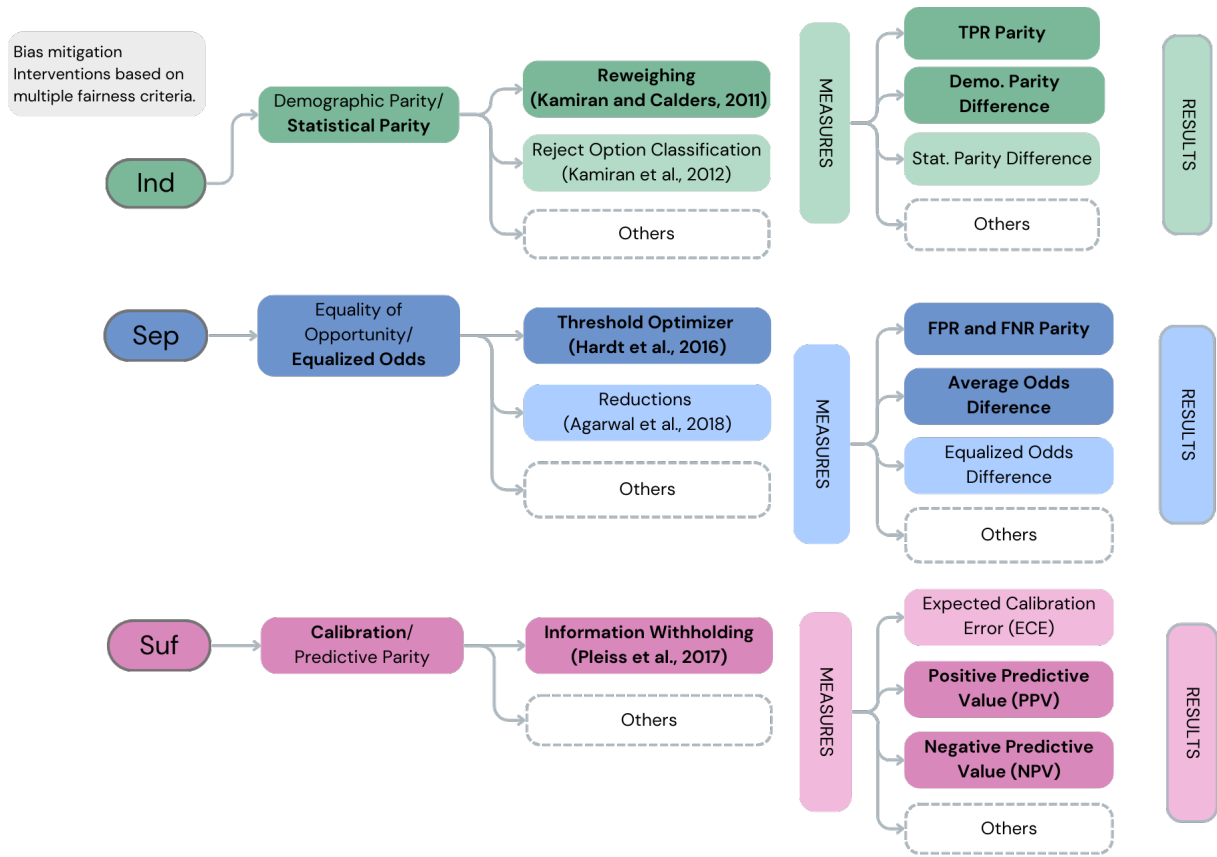 Bias mitigation
Interventions based on
multiple fairness criteria.
Ind
Demographic Parity/
Statistical Parity
Reweighing
(Kamiran and Calders, 2011)
Reject Option Classification
(Kamiran et al., 2012)
Others
MEASURES
TPR Parity
Demo. Parity
Difference
Stat. Parity Difference
Others
RESULTS
Sep
Equality of
Opportunity/
Equalized Odds
Threshold Optimizer
(Hardt et al., 2016)
Reductions
(Agarwal et al., 2018)
Others
MEASURES
FPR and FNR Parity
Average Odds
Diference
Equalized Odds
Difference
Others
RESULTS
Suf
Calibration/
Predictive Parity
Information Withholding
(Pleiss et al., 2017)
Others
MEASURES
Expected Calibration
Error (ECE)
Positive Predictive
Value (PPV)
Negative Predictive
Value (NPV)
Others
RESULTS